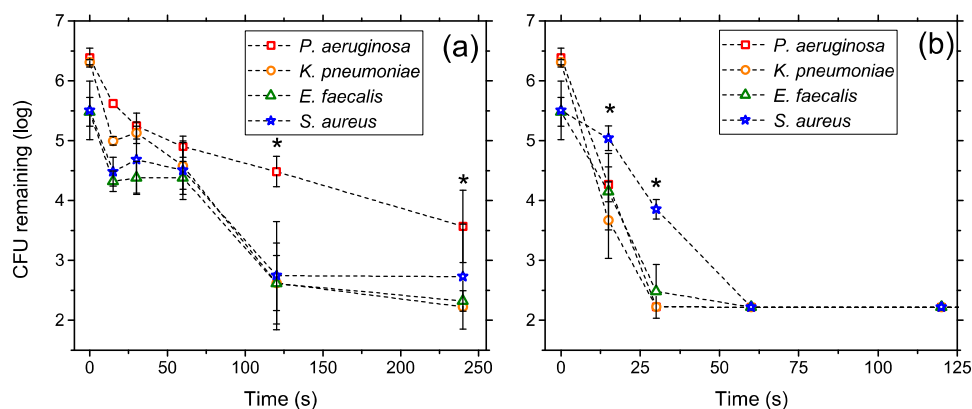 (a)
P. aeruginosa
K. pneumoniae
E. faecalis
S. aureus
CFU remaining (log)
7
6
5
4
3
2
* *
0 50 100 150 200 250
Time (s)
(b)
P. aeruginosa
K. pneumoniae
E. faecalis
S. aureus
7
6
5
4
3
2
* *
0 25 50 75 100 125
Time (s)